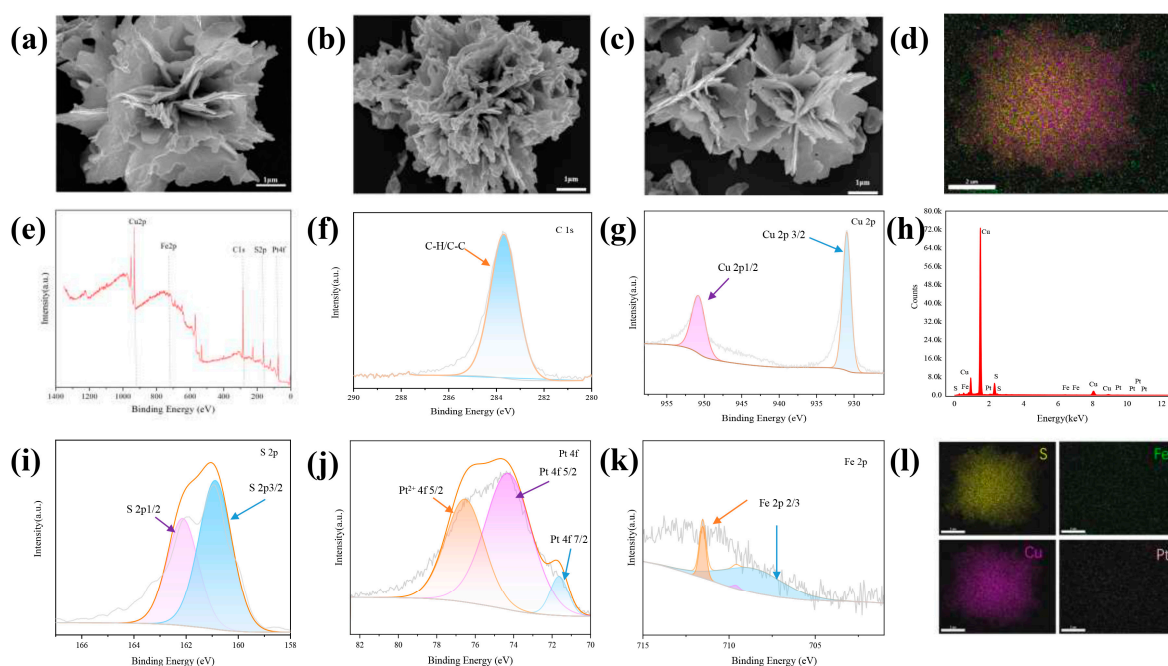 (a)
1μm
(b)
1μm
(c)
1μm
(d)
2 μm
(e)
Cu2p
Fe2p
C1s
S2p
Pt4f
Intensity(a.u.)
1400 1200 1000 800 600 400 200 0
Binding Energy (eV)
(f)
C 1s
C-H/C-C
Intensity(a.u.)
290 288 286 284 282 280
Binding Energy (eV)
(g)
Cu 2p
Cu 2p 3/2
Cu 2p1/2
Intensity(a.u.)
955 950 945 940 935 930
Binding Energy (eV)
(h)
80.0k
72.0k
64.0k
56.0k
48.0k
40.0k
32.0k
24.0k
16.0k
8.0k
0.0
Counts
Cu
S Fe Cu Pt S S Fe Fe Cu Cu Pt Pt Pt Pt
0 2 4 6 8 10 12
Energy(keV)
(i)
S 2p
S 2p1/2
S 2p3/2
Intensity(a.u.)
166 164 162 160 158
Binding Energy (eV)
(j)
Pt 4f
Pt²⁺ 4f 5/2
Pt 4f 5/2
Pt 4f 7/2
Intensity(a.u.)
82 80 78 76 74 72 70
Binding Energy (eV)
(k)
Fe 2p
Fe 2p 2/3
Intensity(a.u.)
715 710 705
Binding Energy (eV)
(l)
S
Fe
Cu
Pt